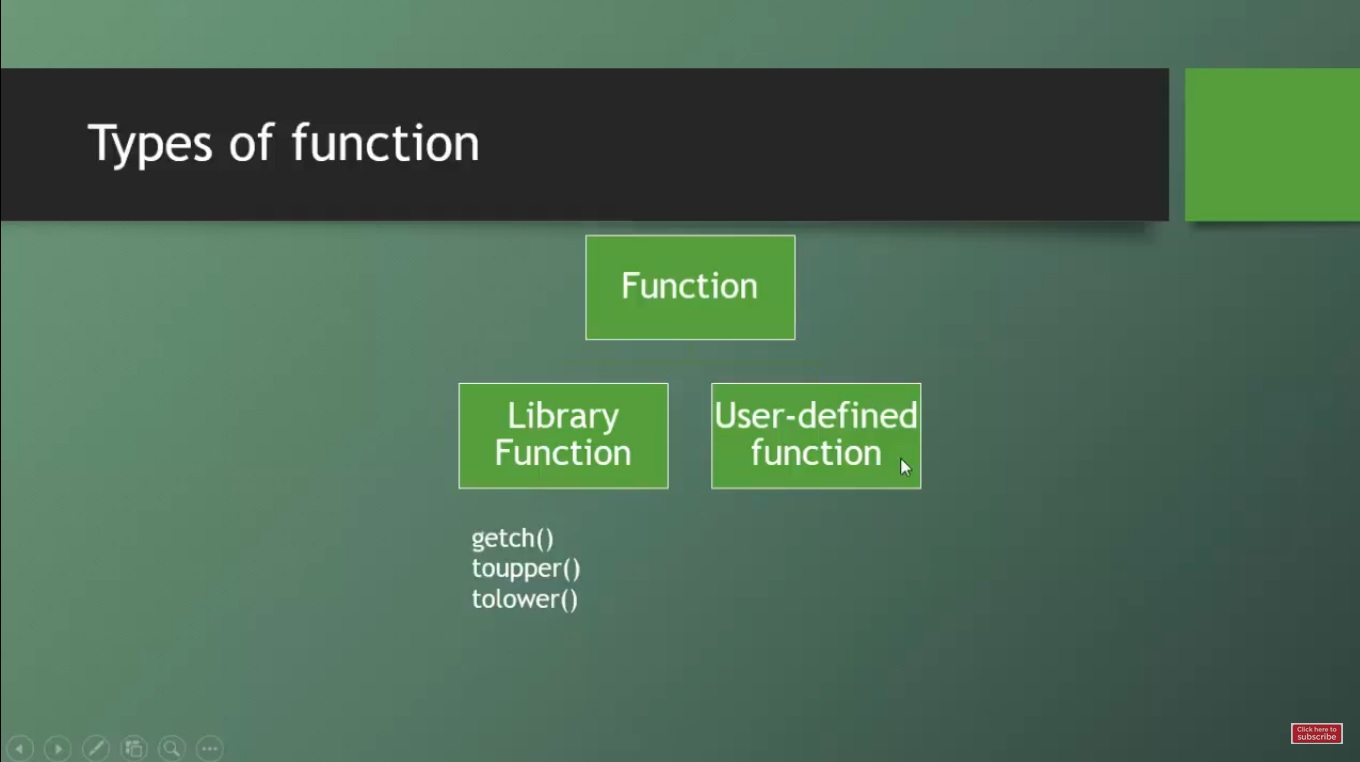 Types of function
Function
Library
Function
User-defined
function
getch()
toupper()
tolower()
Click here to
subscribe